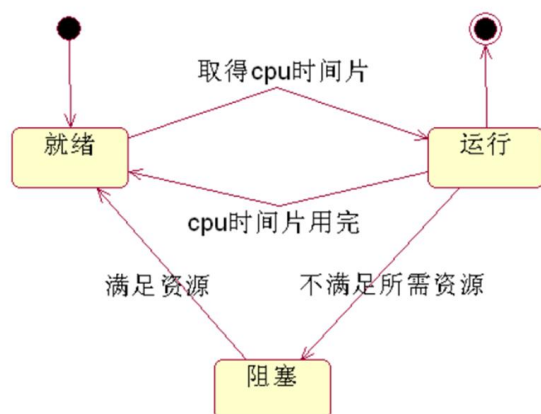 取得cpu时间片
就绪
运行
cpu时间片用完
满足资源
不满足所需资源
阻塞